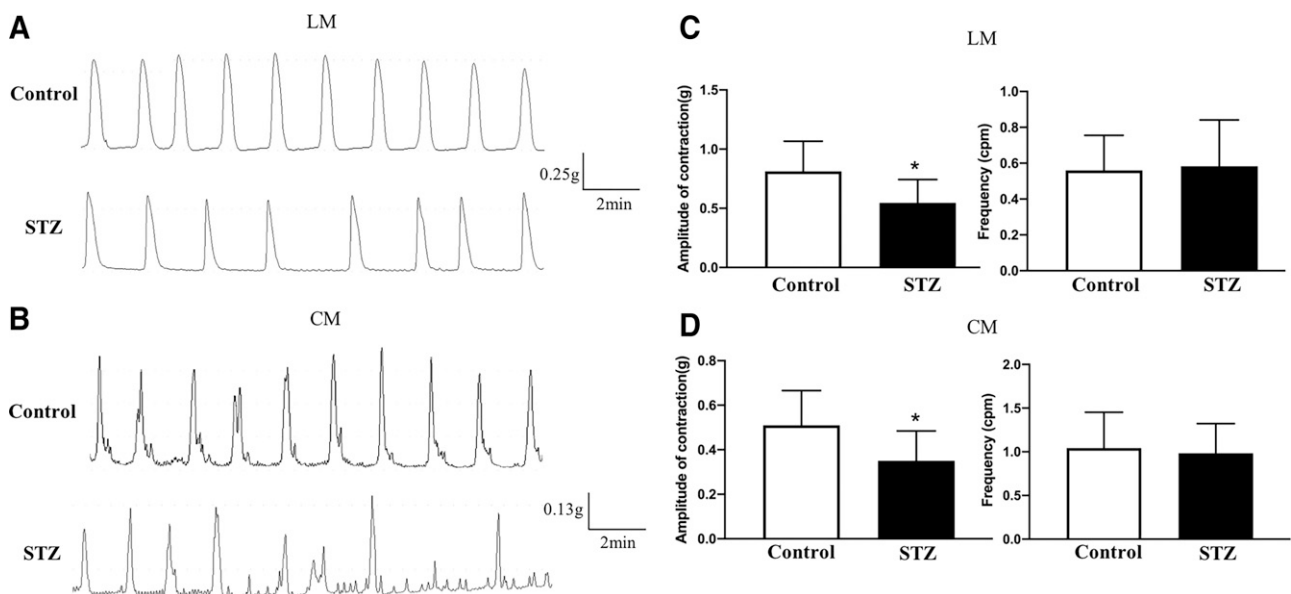 A
LM
Control
STZ
0.25g
2min
B
CM
Control
STZ
0.13g
2min
C
LM
Amplitude of contraction(g)
1.5
1.0
0.5
0.0
*
Control STZ
Frequency (cpm)
1.0
0.8
0.6
0.4
0.2
0.0
Control STZ
D
CM
Amplitude of contraction(g)
0.8
0.6
0.4
0.2
0.0
*
Control STZ
Frequency (cpm)
2.0
1.5
1.0
0.5
0.0
Control STZ